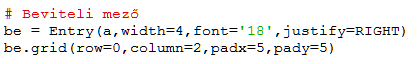 # Beviteli mező
be = Entry(a,width=4,font='18',justify=RIGHT)
be.grid(row=0,column=2,padx=5,pady=5)